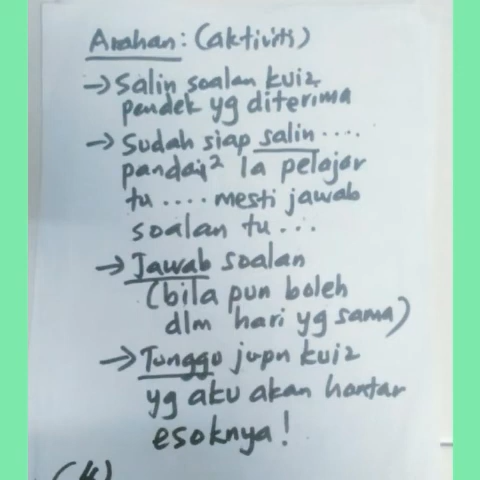 Arahan: (aktiviti)
→ Salin soalan kuiz
pendek yg diterima
→ Sudah siap salin ....
pandai² la pelajar
tu .... mesti jawab
soalan tu ...
→ Jawab soalan
(bila pun boleh
dlm hari yg sama)
→ Tunggu kuiz
yg aku akan hantar
esoknya!